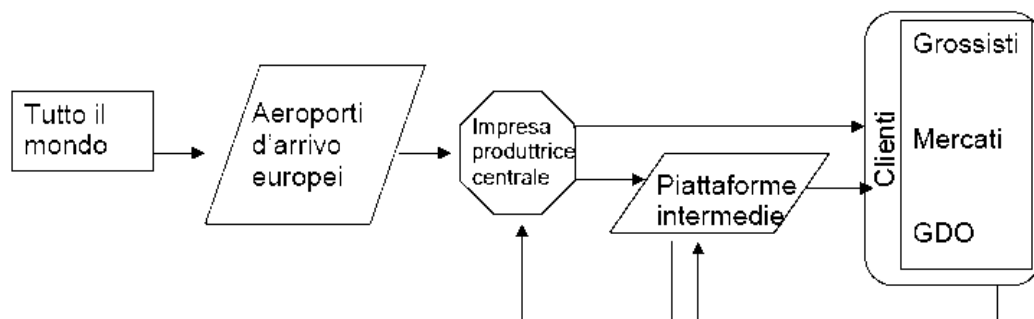 Tutto il
mondo
Aeroporti
d'arrivo
europei
Impresa
produttrice
centrale
Piattaforme
intermedie
Clienti
Grossisti
Mercati
GDO